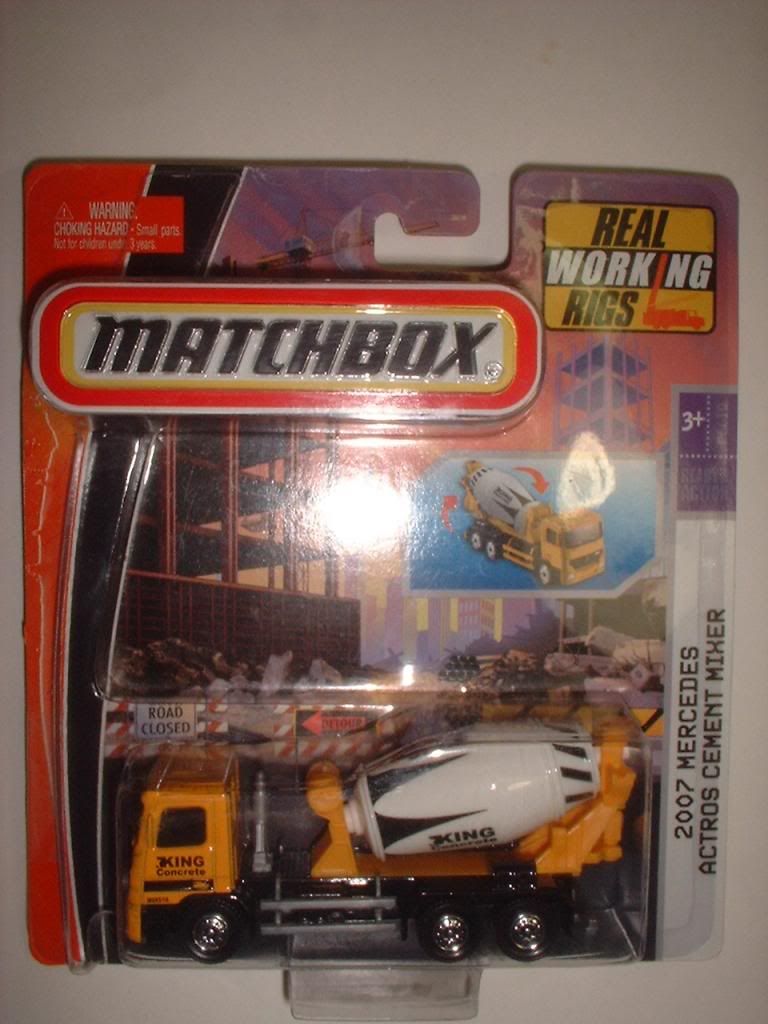 WARNING:
CHOKING HAZARD - Small parts.
Not for children under 3 years.
REAL
WORKING
RIGS
MATCHBOX
3+
2007 MERCEDES
ACTROS CEMENT MIXER
ROAD
CLOSED
DETOUR
KING
Concrete
KING
Concrete